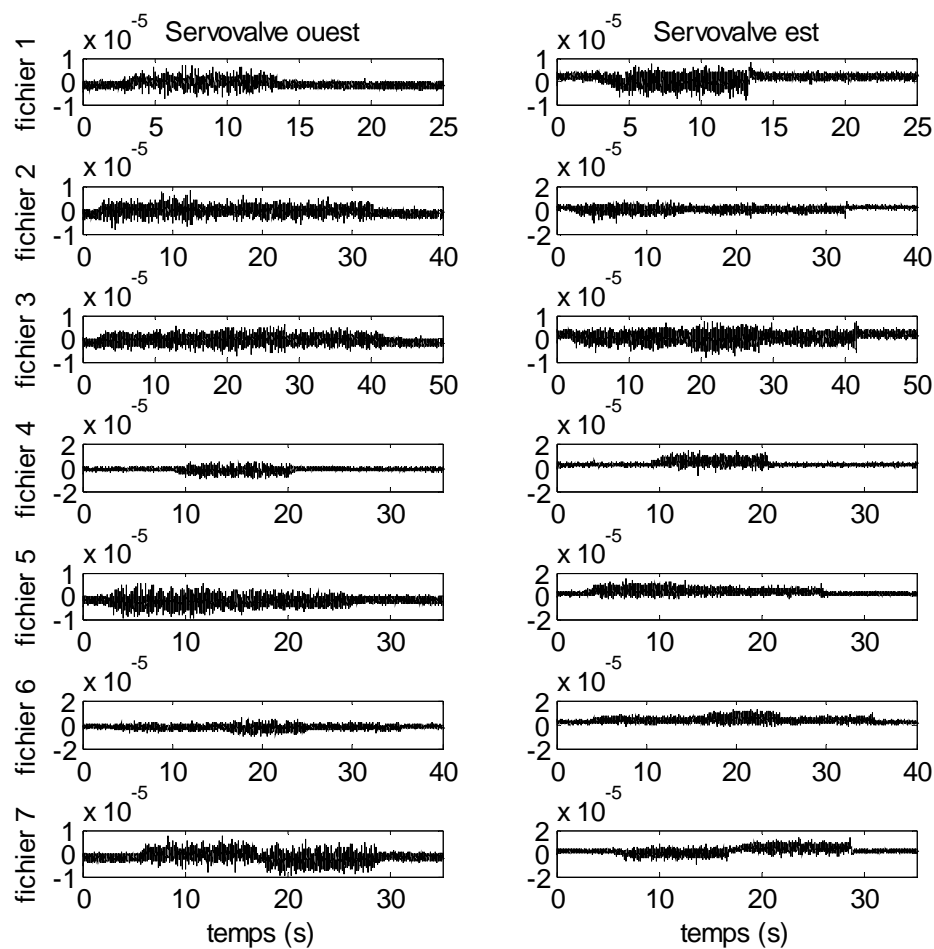 Servovalve ouest Servovalve est
x 10^-5 x 10^-5
fichier 1
1 1
0 0
-1 -1
0 5 10 15 20 25 0 5 10 15 20 25
x 10^-5 x 10^-5
fichier 2
1 2
0 0
-1 -2
0 10 20 30 40 0 10 20 30 40
x 10^-5 x 10^-5
fichier 3
1 1
0 0
-1 -1
0 10 20 30 40 50 0 10 20 30 40 50
x 10^-5 x 10^-5
fichier 4
2 2
0 0
-2 -2
0 10 20 30 0 10 20 30
x 10^-5 x 10^-5
fichier 5
1 2
0 0
-1 -2
0 10 20 30 0 10 20 30
x 10^-5 x 10^-5
fichier 6
2 2
0 0
-2 -2
0 10 20 30 40 0 10 20 30 40
x 10^-5 x 10^-5
fichier 7
1 2
0 0
-1 -2
0 10 20 30 0 10 20 30
temps (s) temps (s)